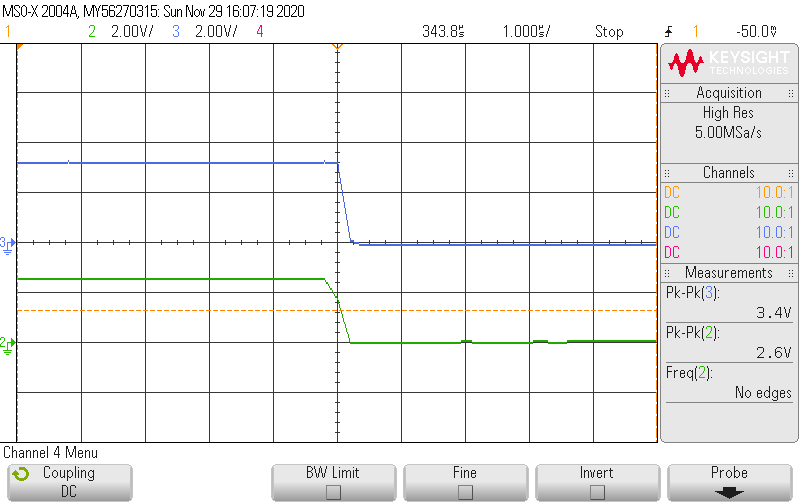 MSO-X 2004A, MY56270315: Sun Nov 29 16:07:19 2020
1 2 2.00V/ 3 2.00V/ 4 343.8s 1.000s/ Stop 1 -50.0V
KEYSIGHT
TECHNOLOGIES
Acquisition
High Res
5.00MSa/s
Channels
DC 10.0:1
DC 10.0:1
DC 10.0:1
DC 10.0:1
Measurements
Pk-Pk(3):
3.4V
Pk-Pk(2):
2.6V
Freq(2):
No edges
3
2
Channel 4 Menu
Coupling
DC
BW Limit
Fine
Invert
Probe